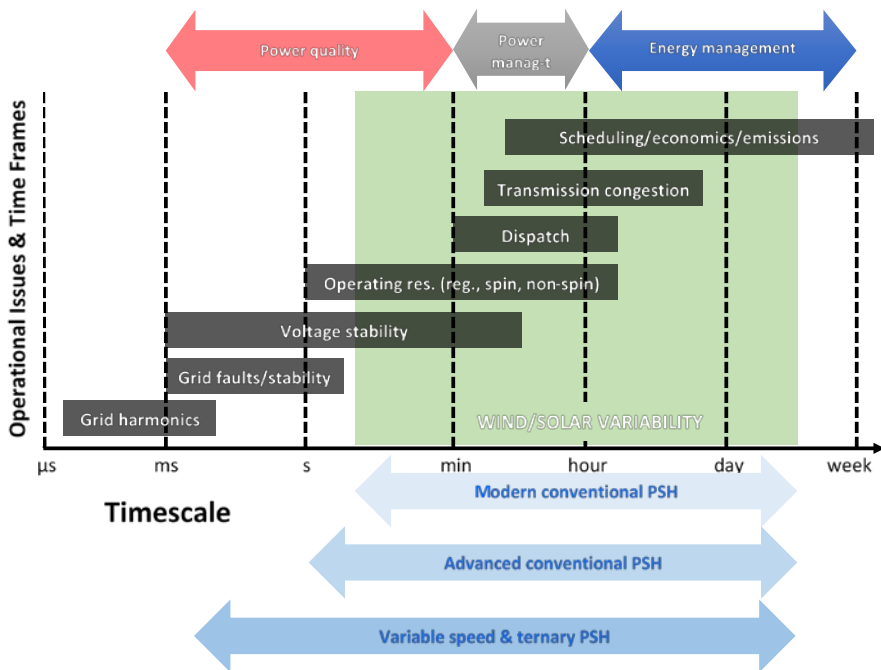 Power quality
Power
manag-t
Energy management
Operational Issues & Time Frames
Scheduling/economics/emissions
Transmission congestion
Dispatch
Operating res. (reg., spin, non-spin)
Voltage stability
Grid faults/stability
Grid harmonics
WIND/SOLAR VARIABILITY
µs
ms
s
min
hour
day
week
Timescale
Modern conventional PSH
Advanced conventional PSH
Variable speed & ternary PSH